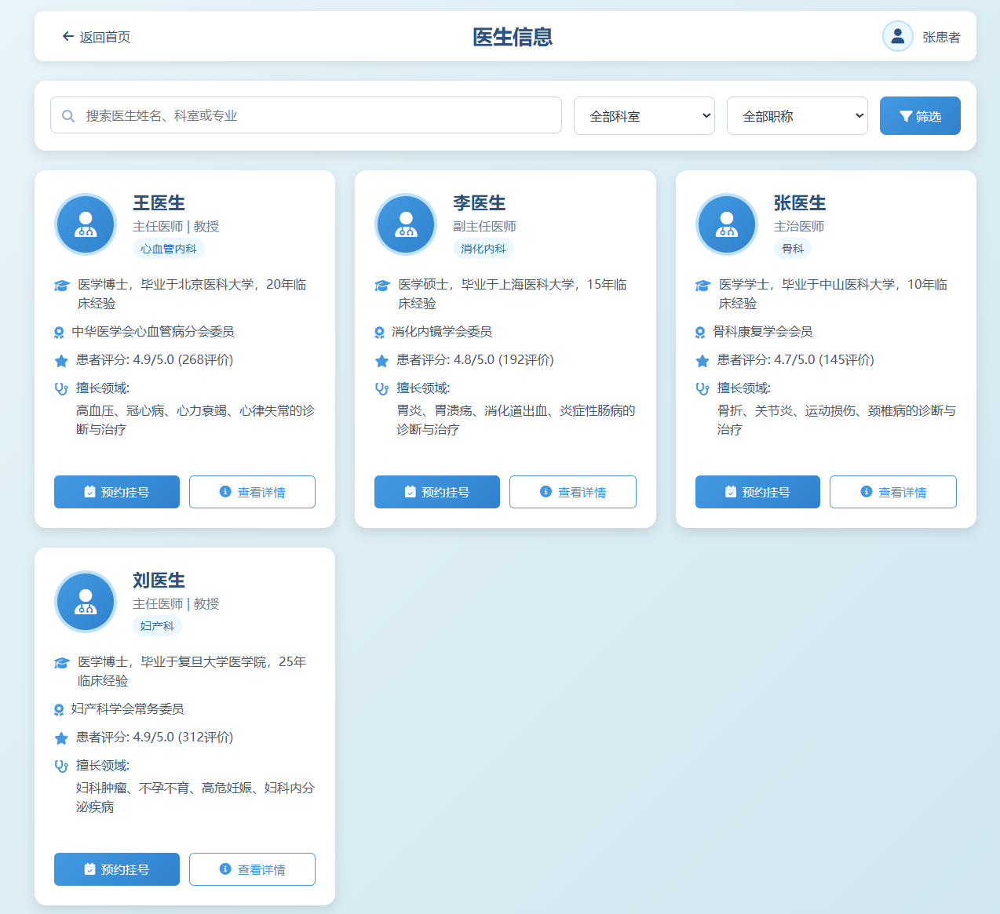 返回首页
医生信息
张患者
搜索医生姓名、科室或专业
全部科室
全部职称
筛选
王医生
主任医师 | 教授
心血管内科
医学博士，毕业于北京医科大学，20年临
床经验
中华医学会心血管病分会委员
患者评分: 4.9/5.0 (268评价)
擅长领域:
高血压、冠心病、心力衰竭、心律失常的诊
断与治疗
预约挂号
查看详情
李医生
副主任医师
消化内科
医学硕士，毕业于上海医科大学，15年临
床经验
消化内镜学会委员
患者评分: 4.8/5.0 (192评价)
擅长领域:
胃炎、胃溃疡、消化道出血、炎症性肠病的
诊断与治疗
预约挂号
查看详情
张医生
主治医师
骨科
医学学士，毕业于中山医科大学，10年临
床经验
骨科康复学会会员
患者评分: 4.7/5.0 (145评价)
擅长领域:
骨折、关节炎、运动损伤、颈椎病的诊断与
治疗
预约挂号
查看详情
刘医生
主任医师 | 教授
妇产科
医学博士，毕业于复旦大学医学院，25年
临床经验
妇产科学会常务委员
患者评分: 4.9/5.0 (312评价)
擅长领域:
妇科肿瘤、不孕不育、高危妊娠、妇科内分
泌疾病
预约挂号
查看详情